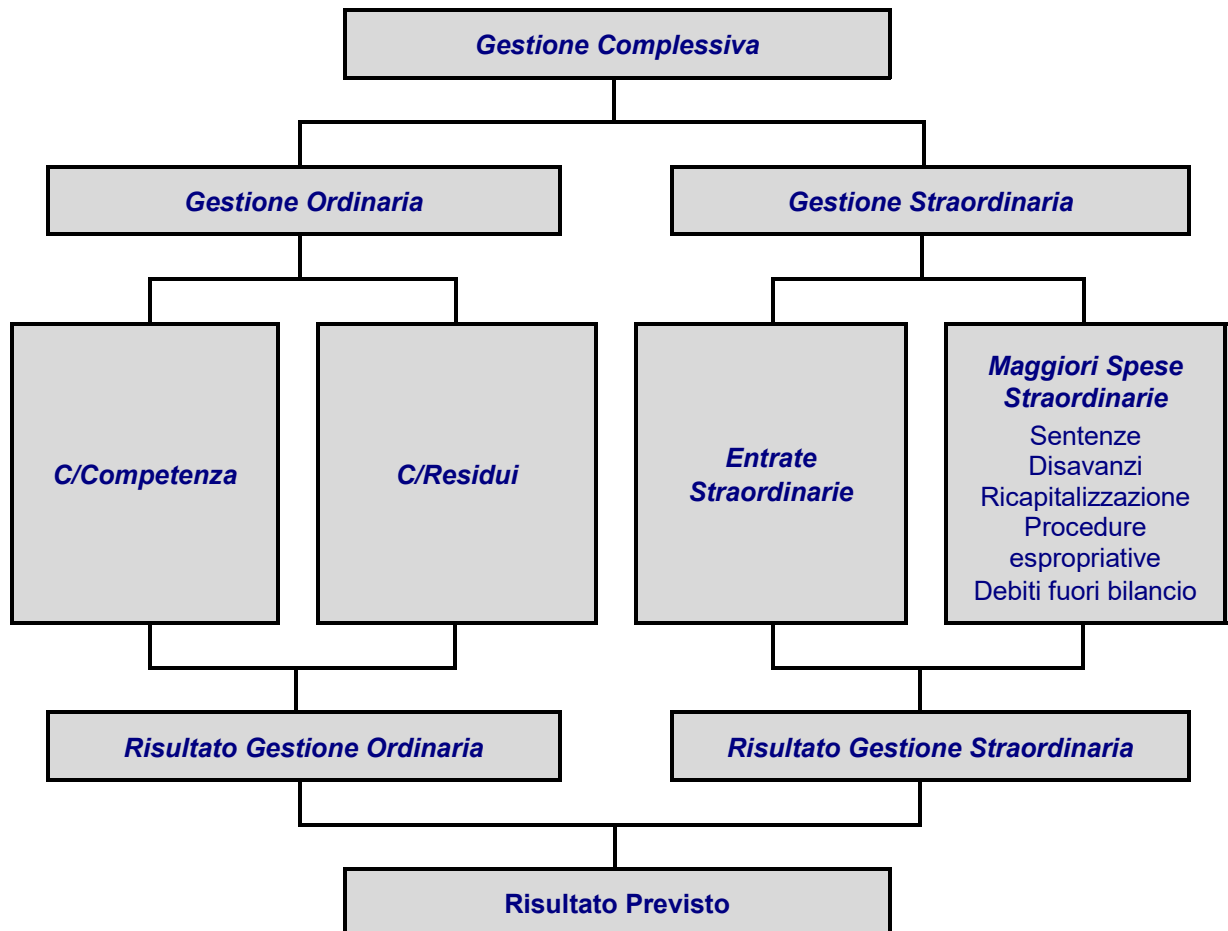 Gestione Complessiva
Gestione Ordinaria
Gestione Straordinaria
C/Competenza
C/Residui
Entrate
Straordinarie
Maggiori Spese
Straordinarie
Sentenze
Disavanzi
Ricapitalizzazione
Procedure
espropriative
Debiti fuori bilancio
Risultato Gestione Ordinaria
Risultato Gestione Straordinaria
Risultato Previsto